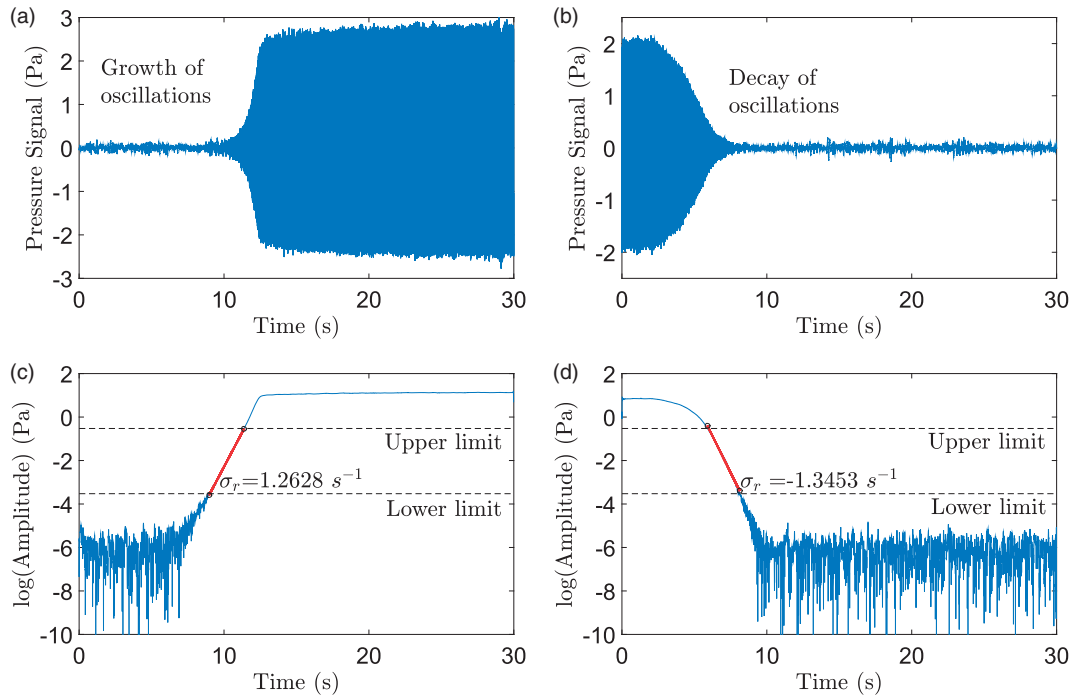 (a)
3
2
1
0
-1
-2
-3
Pressure Signal (Pa)
Growth of
oscillations
0 10 20 30
Time (s)
(b)
2
1
0
-1
-2
Pressure Signal (Pa)
Decay of
oscillations
0 10 20 30
Time (s)
(c)
2
0
-2
-4
-6
-8
-10
log(Amplitude) (Pa)
Upper limit
σr=1.2628 s⁻¹
Lower limit
0 10 20 30
Time (s)
(d)
2
0
-2
-4
-6
-8
-10
log(Amplitude) (Pa)
Upper limit
σr =-1.3453 s⁻¹
Lower limit
0 10 20 30
Time (s)